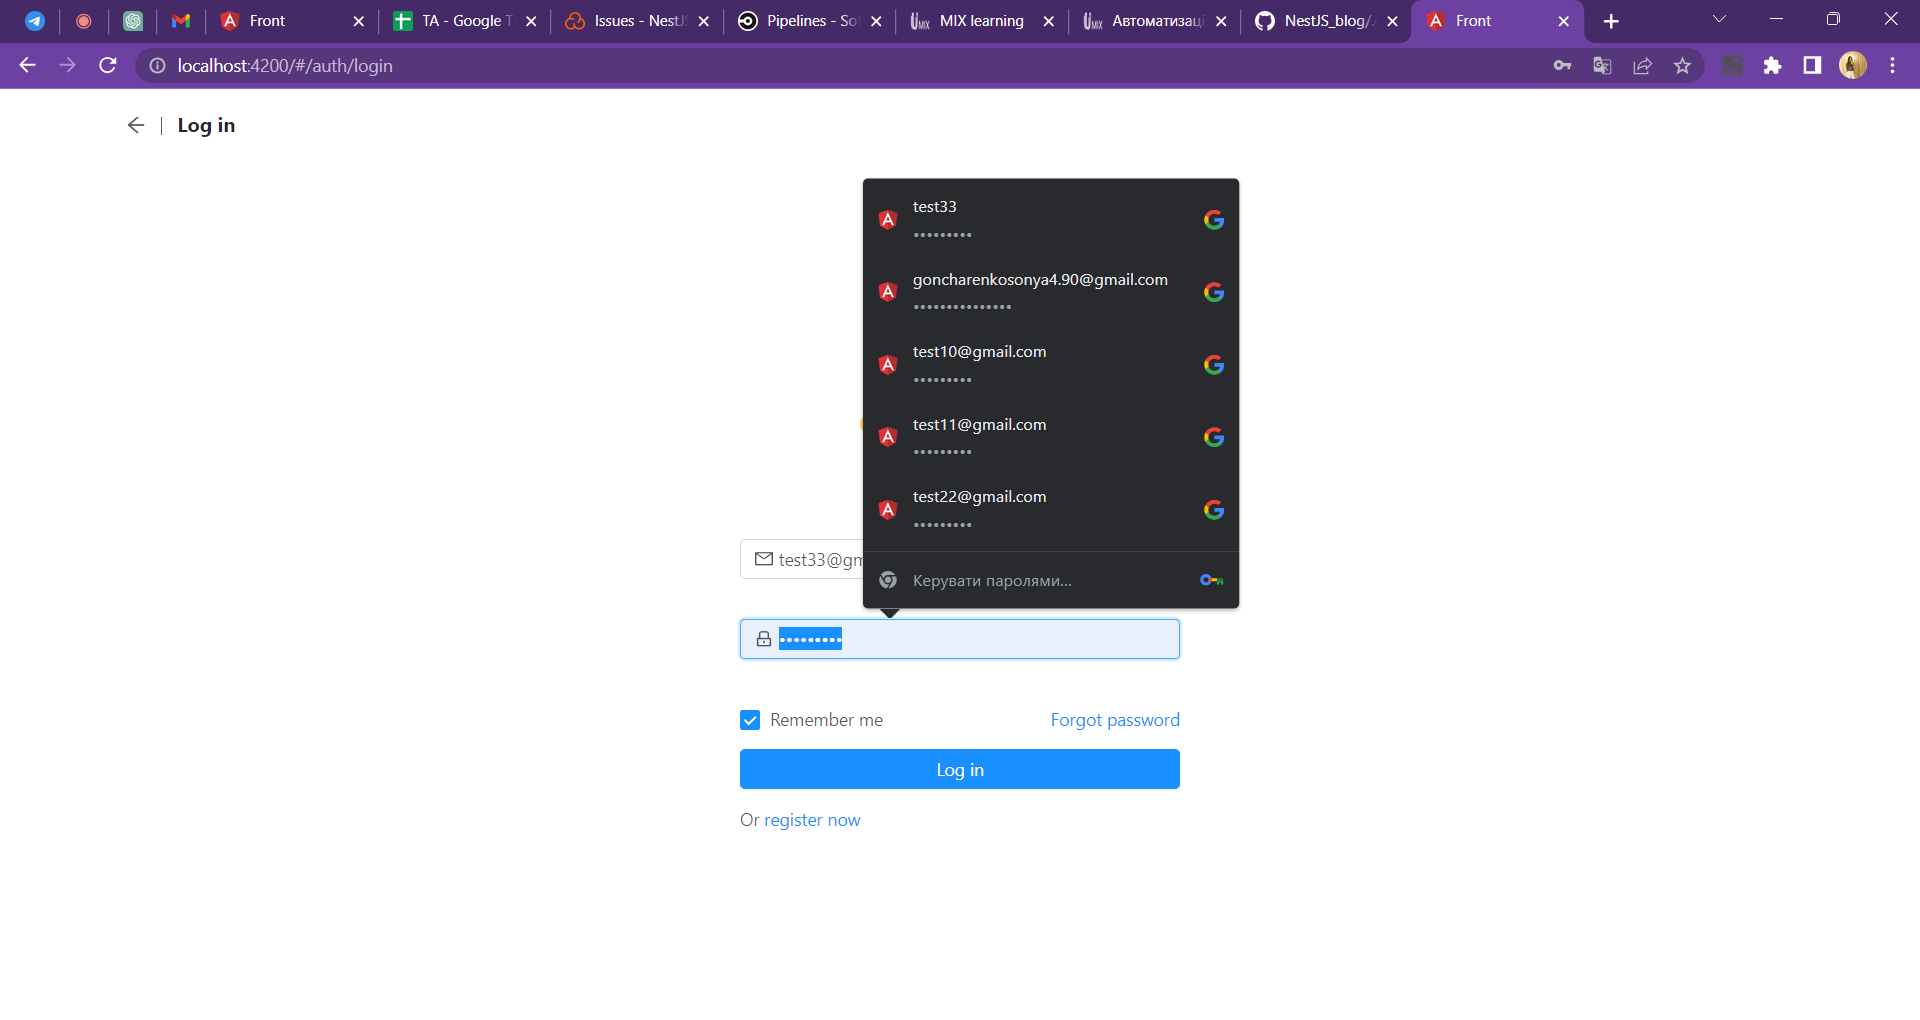 Front
TA - Google T
Issues - NestJS
Pipelines - So
MIX learning
Автоматизаці
NestJS_blog/.
Front
localhost:4200/#/auth/login
Log in
test33
•••••••••
goncharenkosonya4.90@gmail.com
•••••••••••••••
test10@gmail.com
•••••••••
test11@gmail.com
•••••••••
test22@gmail.com
•••••••••
Керувати паролями...
test33@gm
•••••••••
Remember me
Forgot password
Log in
Or register now